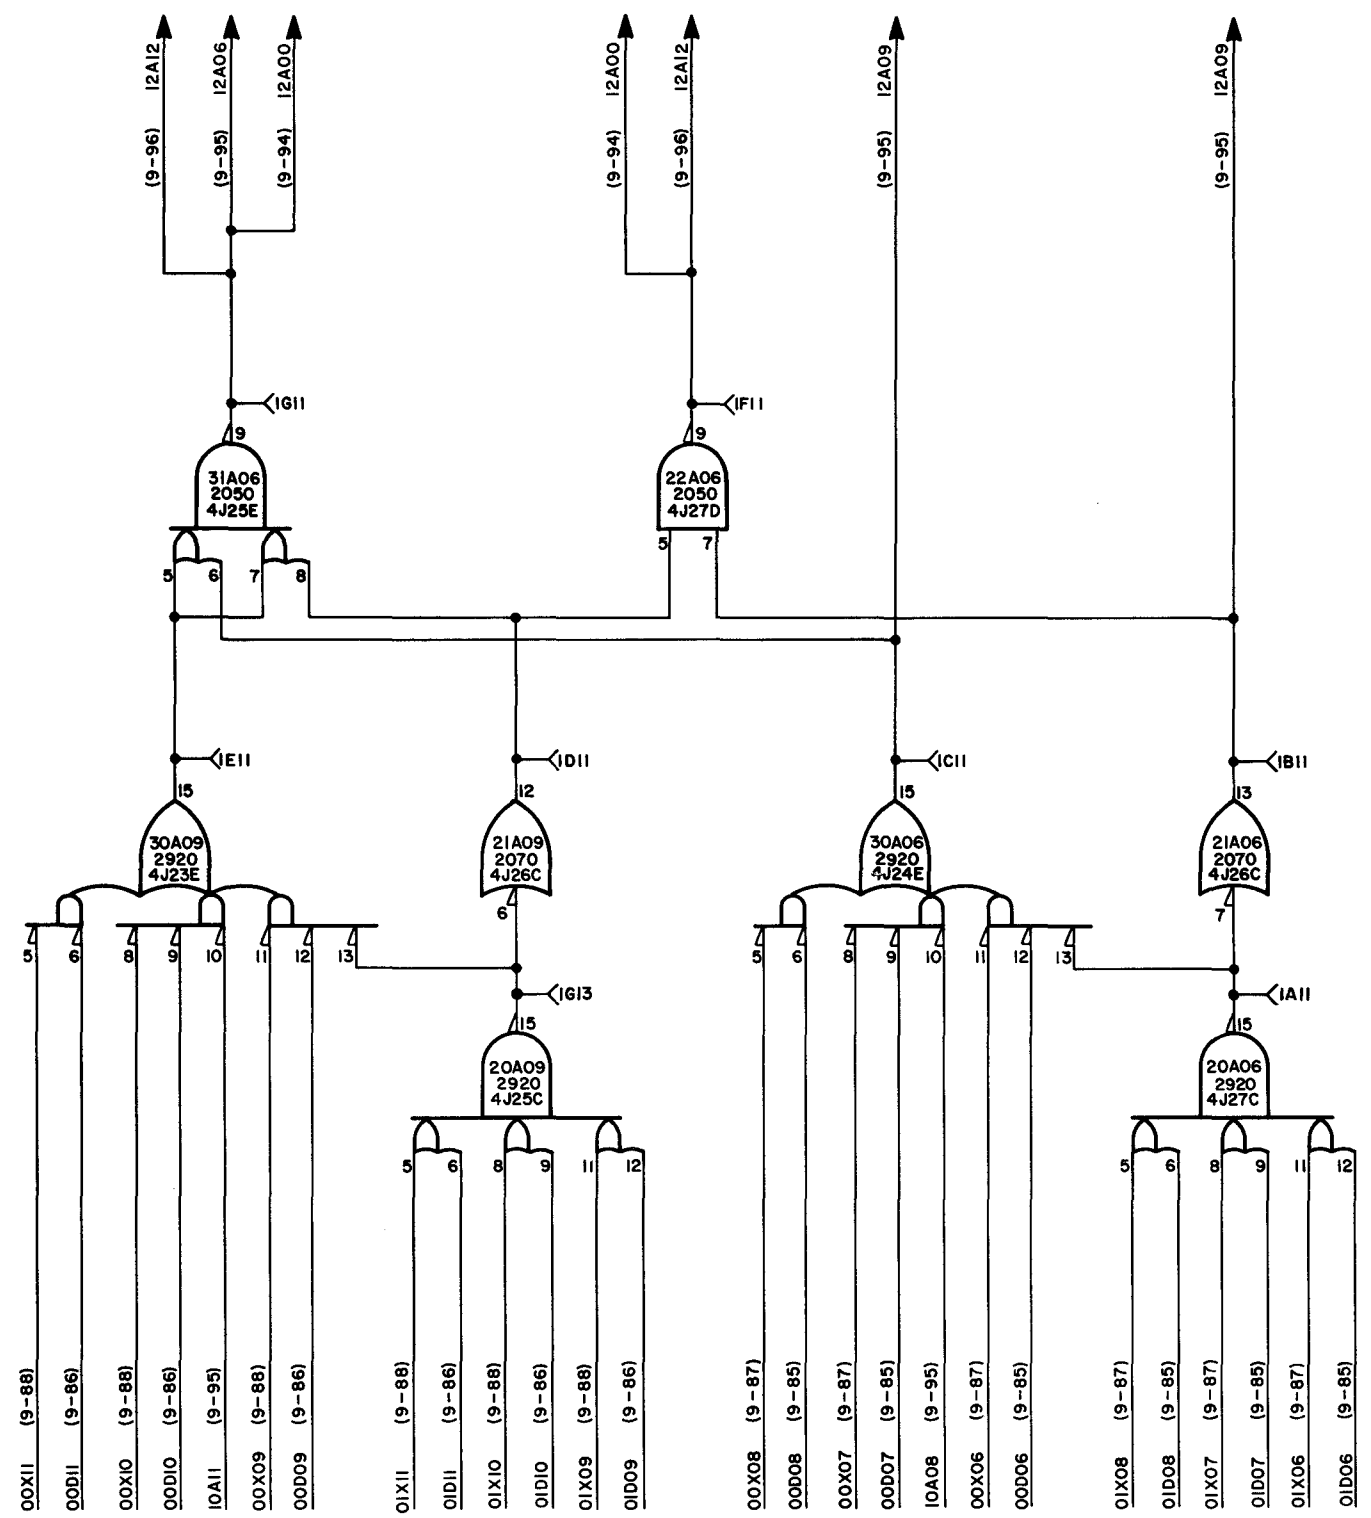 12A12
12A06
12A00
12A00
12A12
12A09
12A09
(9-96)
(9-95)
(9-94)
(9-94)
(9-96)
(9-95)
(9-95)
1G11
1F11
9
9
31A06
2050
4J25E
22A06
2050
4J27D
5
6
7
8
5
7
1E11
1D11
1C11
1B11
15
12
15
13
30A09
2920
4J23E
21A09
2070
4J26C
30A06
2920
4J24E
21A06
2070
4J26C
6
7
5
6
8
9
10
11
12
13
5
6
8
9
10
11
12
13
1G13
1A11
15
15
20A09
2920
4J25C
20A06
2920
4J27C
5
6
8
9
11
12
5
6
8
9
11
12
00X11 (9-88)
00D11 (9-86)
00X10 (9-88)
00D10 (9-86)
10A11 (9-95)
00X09 (9-88)
00D09 (9-86)
01X11 (9-88)
01D11 (9-86)
01X10 (9-88)
01D10 (9-86)
01X09 (9-88)
01D09 (9-86)
00X08 (9-87)
00D08 (9-85)
00X07 (9-87)
00D07 (9-85)
10A08 (9-95)
00X06 (9-87)
00D06 (9-85)
01X08 (9-87)
01D08 (9-85)
01X07 (9-87)
01D07 (9-85)
01X06 (9-87)
01D06 (9-85)